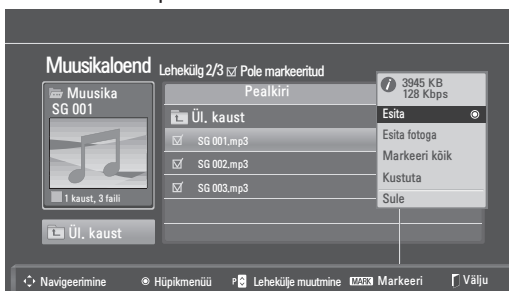 Muusikaloend Lehekülg 2/3 Pole markeeritud
Muusika
SG 001
1 kaust, 3 faili
Ül. kaust
Pealkiri
Ül. kaust
SG 001.mp3
SG 002.mp3
SG 003.mp3
3945 KB
128 Kbps
Esita
Esita fotoga
Markeeri kõik
Kustuta
Sule
Navigeerimine Hüpikmenüü P Lehekülje muutmine MARK Markeeri Välju